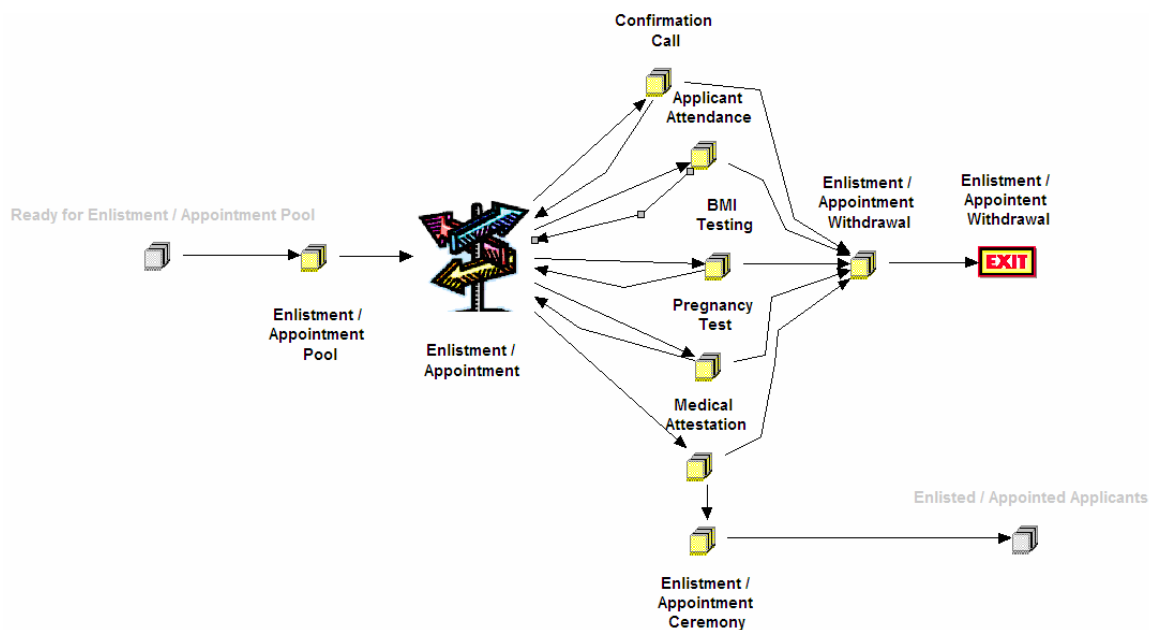 Confirmation
Call
Applicant
Attendance
BMI
Testing
Enlistment /
Appointment
Withdrawal
Enlistment /
Appointent
Withdrawal
Ready for Enlistment / Appointment Pool
EXIT
Enlistment /
Appointment
Pool
Enlistment /
Appointment
Pregnancy
Test
Medical
Attestation
Enlisted / Appointed Applicants
Enlistment /
Appointment
Ceremony